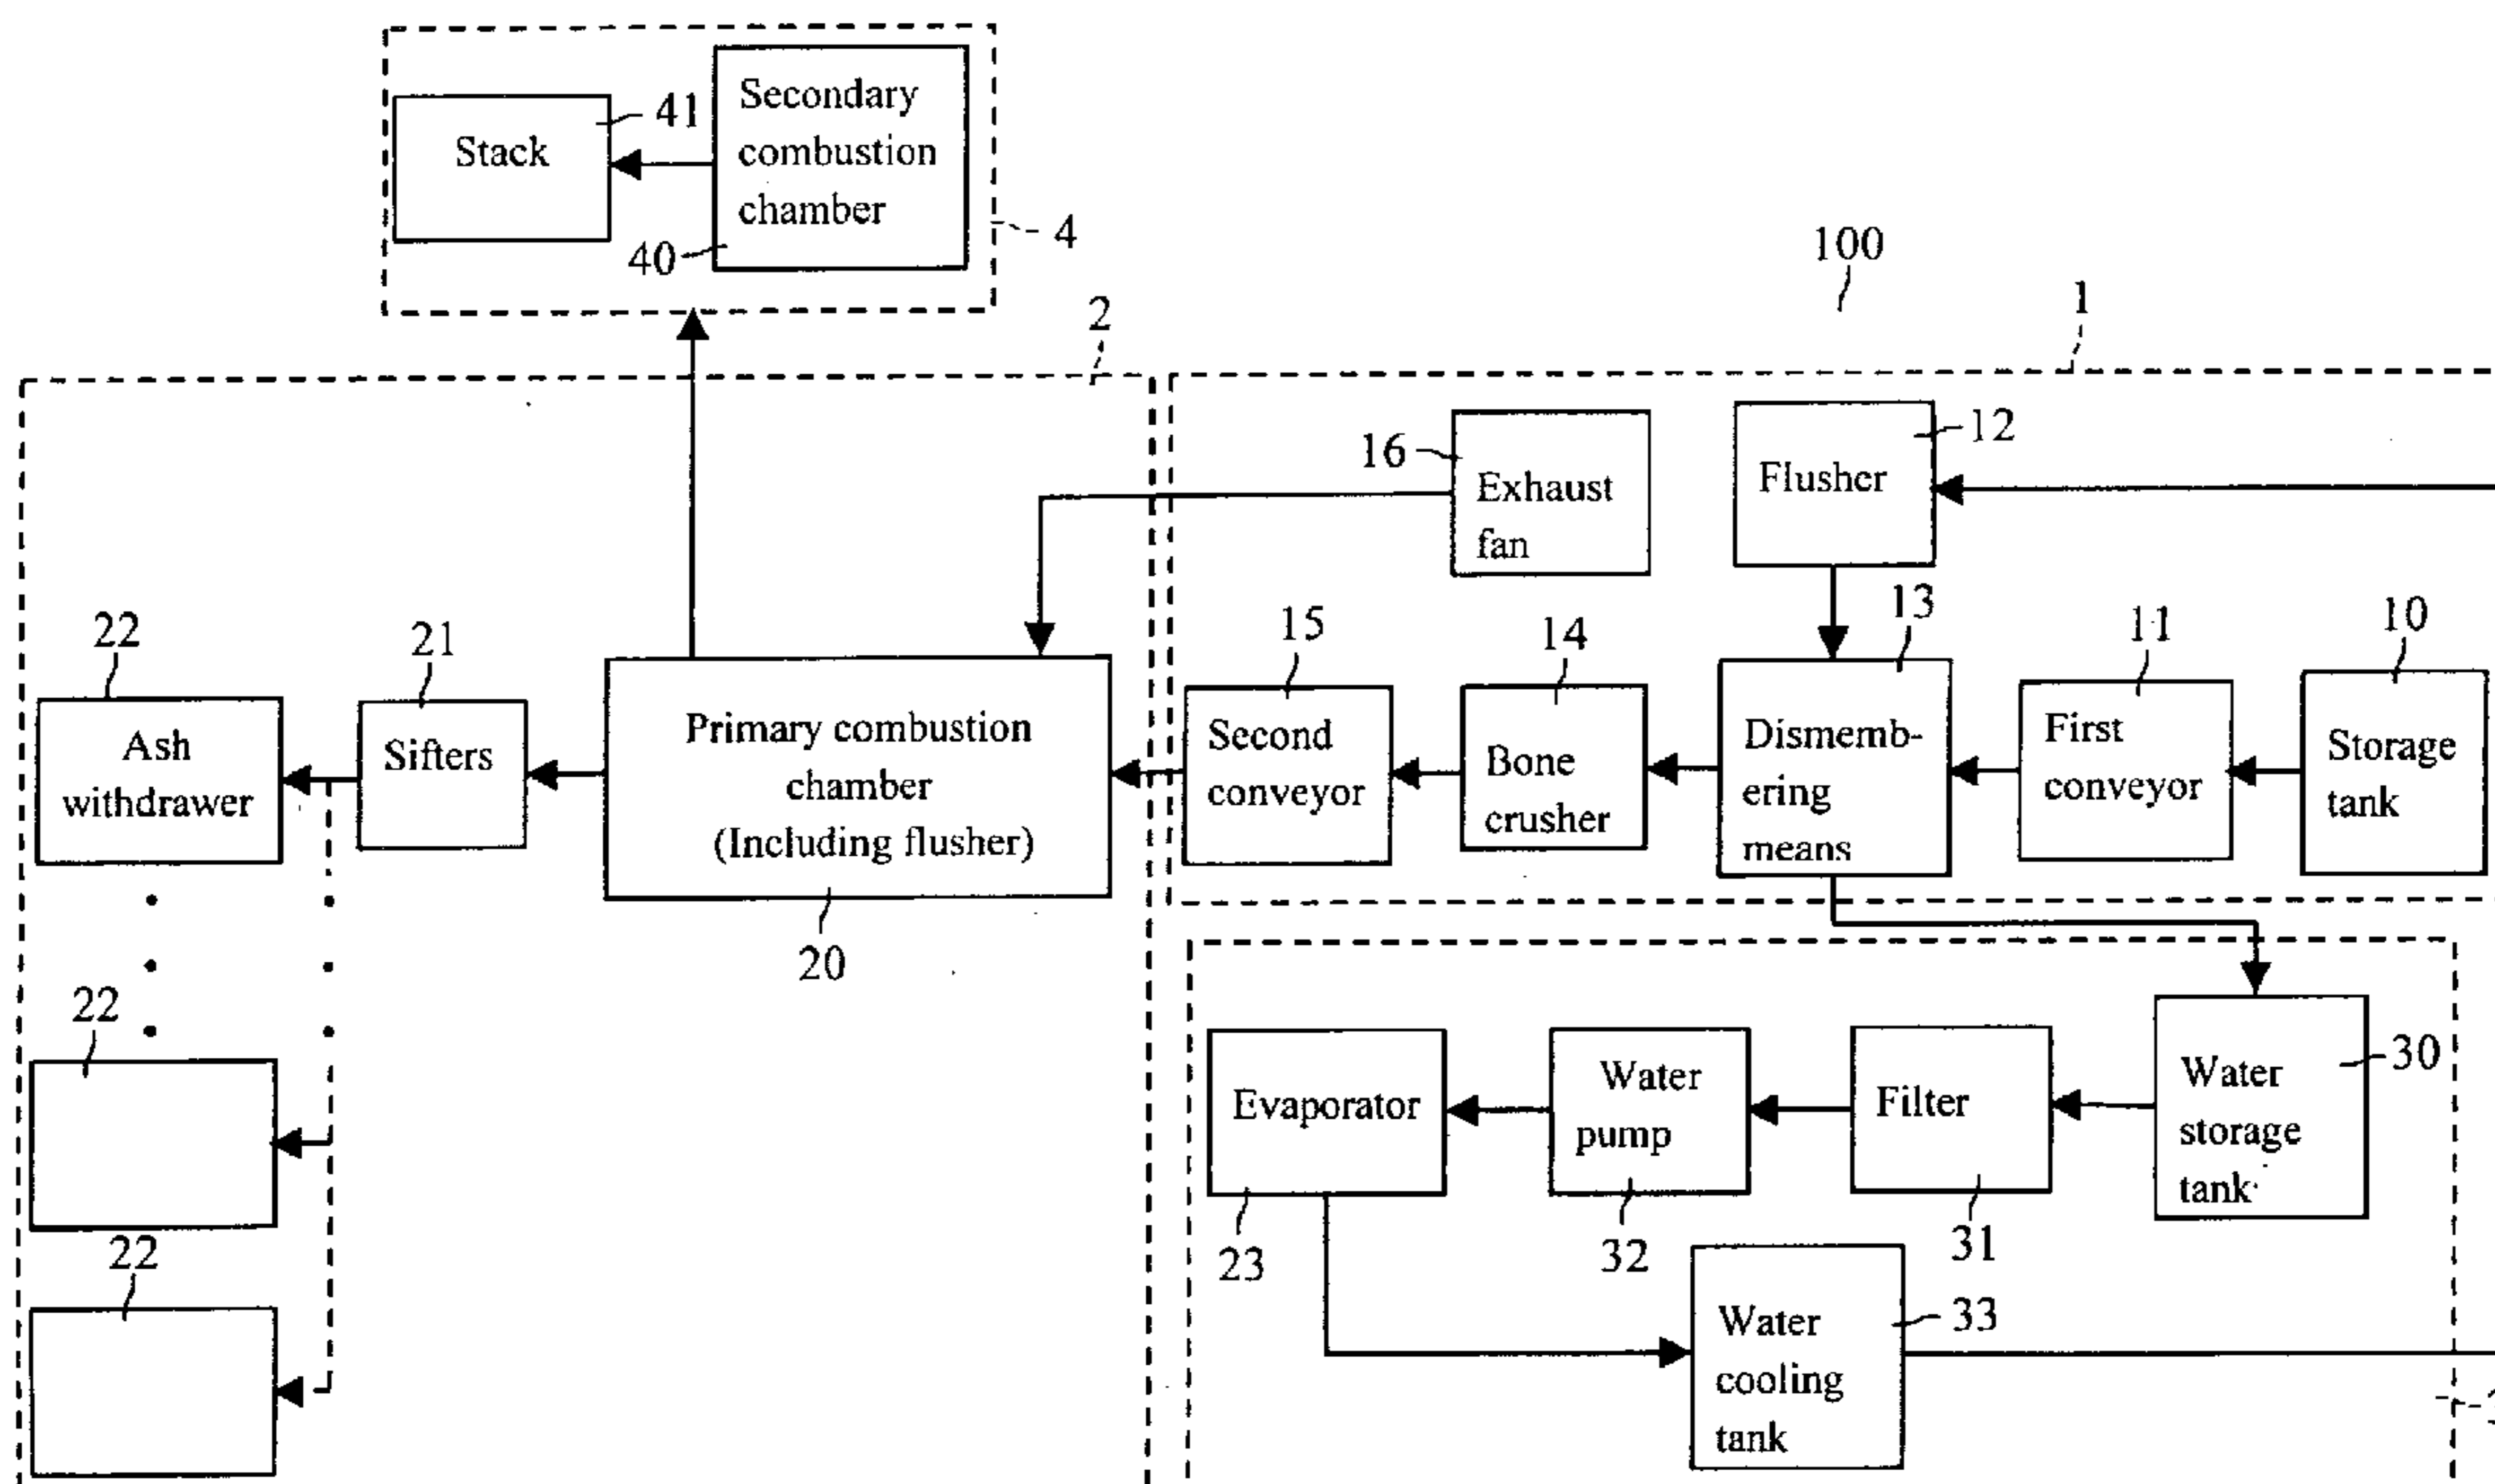 Stack
41
Secondary
combustion
chamber
40
4
100
2
1
16
Exhaust
fan
12
Flusher
22
Ash
withdrawer
21
Sifters
Primary combustion
chamber
(Including flusher)
20
15
Second
conveyor
14
Bone
crusher
13
Dismemb-
ering
means
11
First
conveyor
10
Storage
tank
22
22
Evaporator
23
Water
pump
32
Filter
31
Water
storage
tank
30
Water
cooling
tank
33